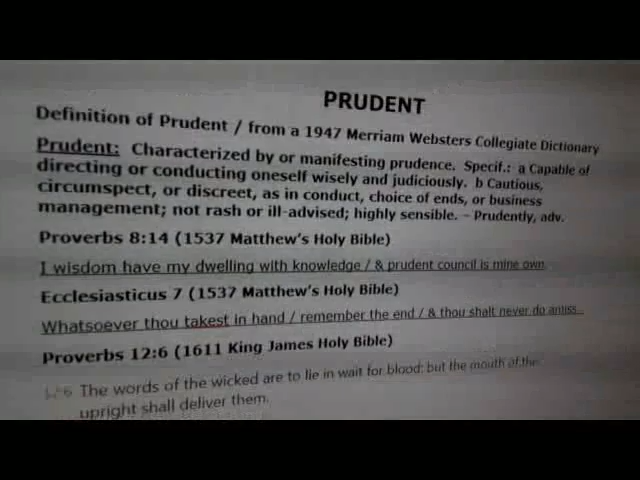 PRUDENT
Definition of Prudent / from a 1947 Merriam Websters Collegiate Dictionary
Prudent: Characterized by or manifesting prudence. Specif.: a Capable of
directing or conducting oneself wisely and judiciously. b Cautious,
circumspect, or discreet, as in conduct, choice of ends, or business
management; not rash or ill-advised; highly sensible. – Prudently, adv.
Proverbs 8:14 (1537 Matthew's Holy Bible)
I wisdom have my dwelling with knowledge / & prudent council is mine own.
Ecclesiasticus 7 (1537 Matthew's Holy Bible)
Whatsoever thou takest in hand / remember the end / & thou shalt never do amiss.
Proverbs 12:6 (1611 King James Holy Bible)
12:6 The words of the wicked are to lie in wait for blood: but the mouth of the
upright shall deliver them.